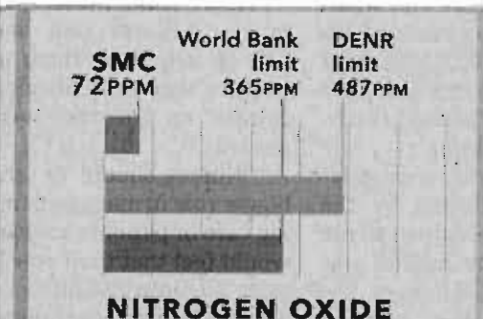 SMC
72PPM
World Bank
limit
365PPM
DENR
limit
487PPM
NITROGEN OXIDE